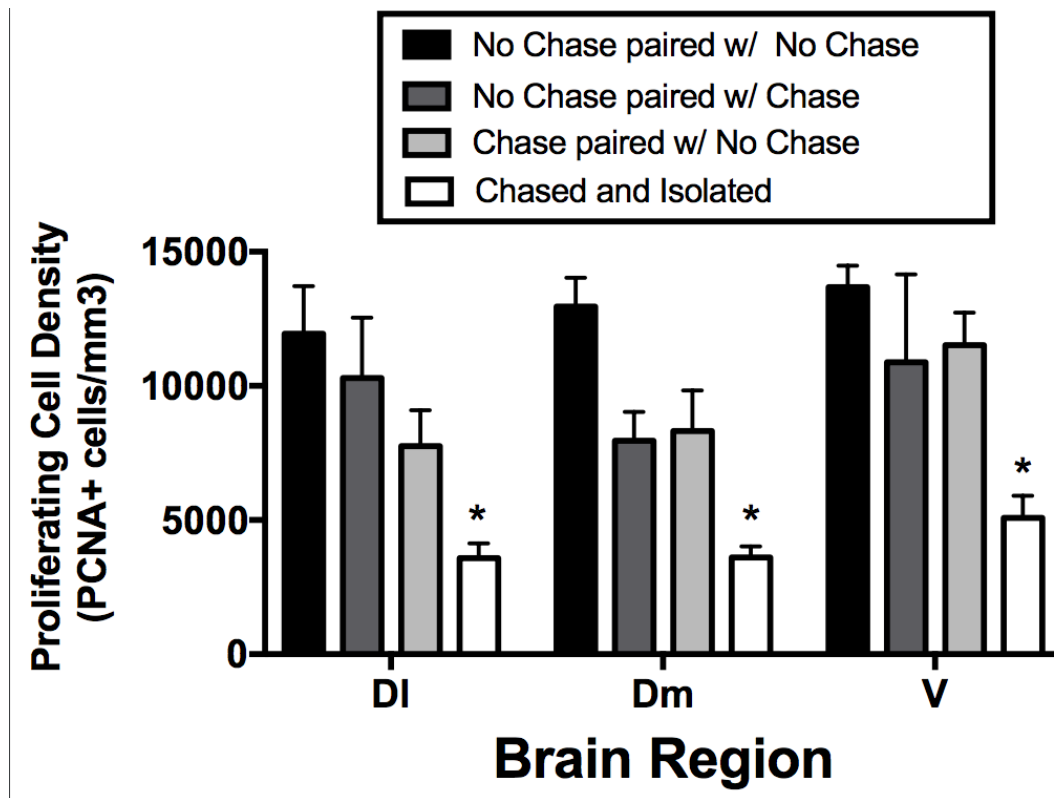 No Chase paired w/ No Chase
No Chase paired w/ Chase
Chase paired w/ No Chase
Chased and Isolated
Proliferating Cell Density
(PCNA+ cells/mm3)
15000
10000
5000
0
*
*
*
Dl
Dm
V
Brain Region